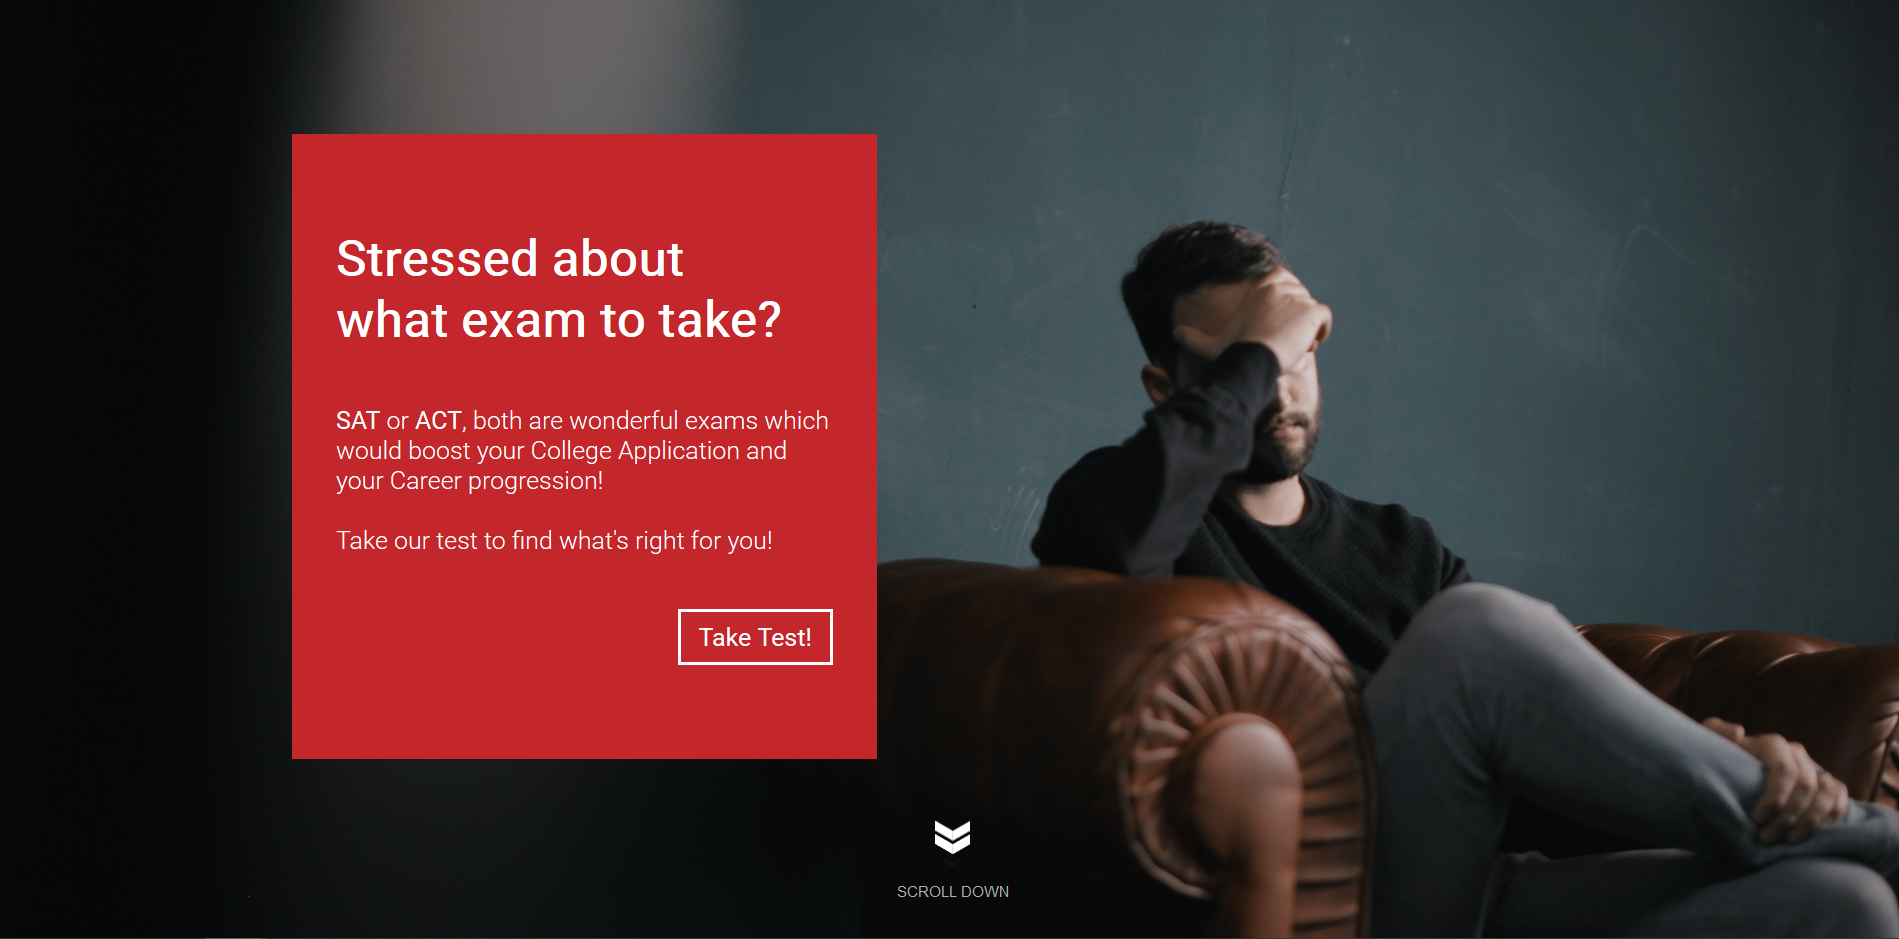 Stressed about
what exam to take?
SAT or ACT, both are wonderful exams which
would boost your College Application and
your Career progression!
Take our test to find what's right for you!
Take Test!
SCROLL DOWN